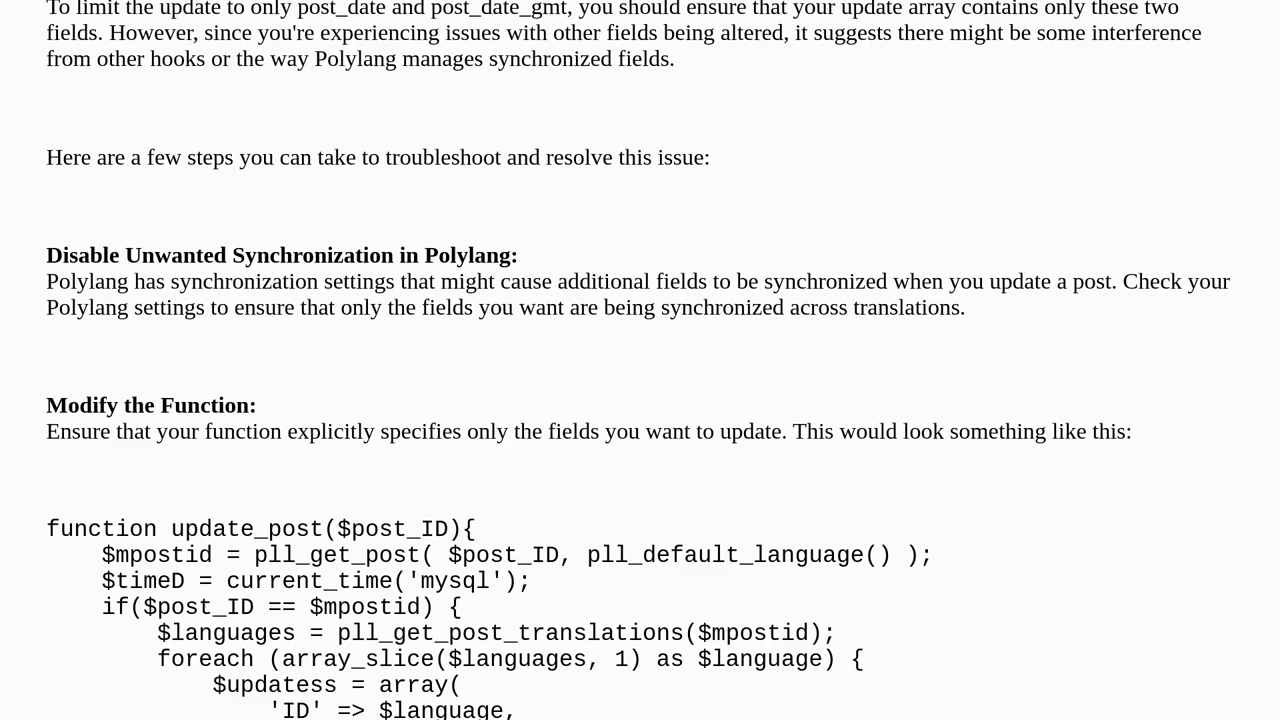 To limit the update to only post_date and post_date_gmt, you should ensure that your update array contains only these two
fields. However, since you're experiencing issues with other fields being altered, it suggests there might be some interference
from other hooks or the way Polylang manages synchronized fields.
Here are a few steps you can take to troubleshoot and resolve this issue:
Disable Unwanted Synchronization in Polylang:
Polylang has synchronization settings that might cause additional fields to be synchronized when you update a post. Check your
Polylang settings to ensure that only the fields you want are being synchronized across translations.
Modify the Function:
Ensure that your function explicitly specifies only the fields you want to update. This would look something like this:
function update_post($post_ID){
    $mpostid = pll_get_post( $post_ID, pll_default_language() );
    $timeD = current_time('mysql');
    if($post_ID == $mpostid) {
        $languages = pll_get_post_translations($mpostid);
        foreach (array_slice($languages, 1) as $language) {
            $updatess = array(
                'ID' => $language,